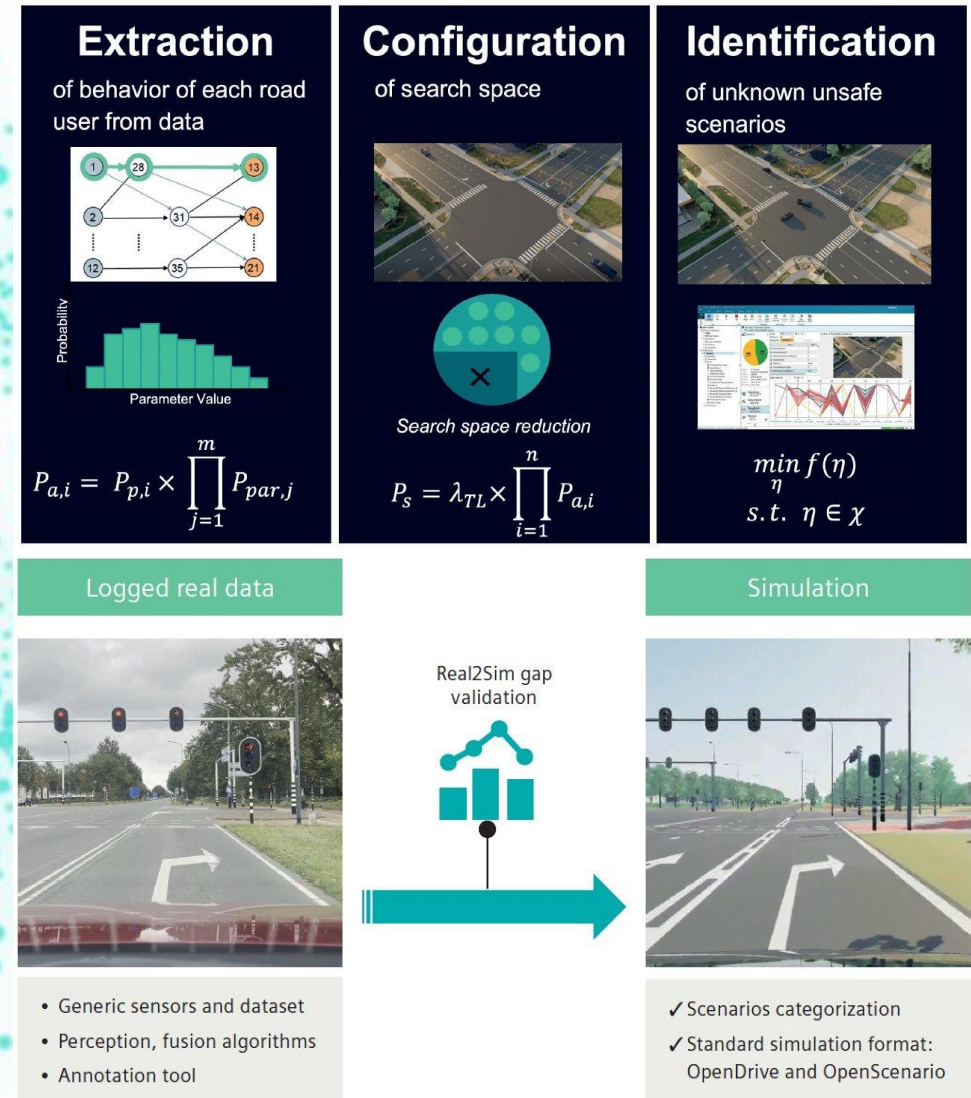 Extraction
of behavior of each road
user from data
1
28
13
2
31
14
12
35
21
Probability
Parameter Value
P_{a,i} = P_{p,i} × ∏_{j=1}^{m} P_{par,j}
Configuration
of search space
Search space reduction
P_s = λ_{TL} × ∏_{i=1}^{n} P_{a,i}
Identification
of unknown unsafe
scenarios
min f(η)
η
s.t. η ∈ χ
Logged real data
• Generic sensors and dataset
• Perception, fusion algorithms
• Annotation tool
Real2Sim gap
validation
Simulation
✓ Scenarios categorization
✓ Standard simulation format:
OpenDrive and OpenScenario